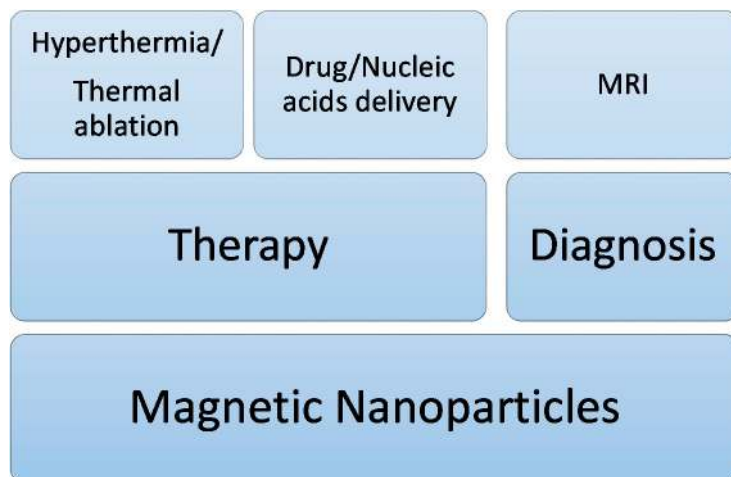 Hyperthermia/
Thermal
ablation
Drug/Nucleic
acids delivery
MRI
Therapy
Diagnosis
Magnetic Nanoparticles